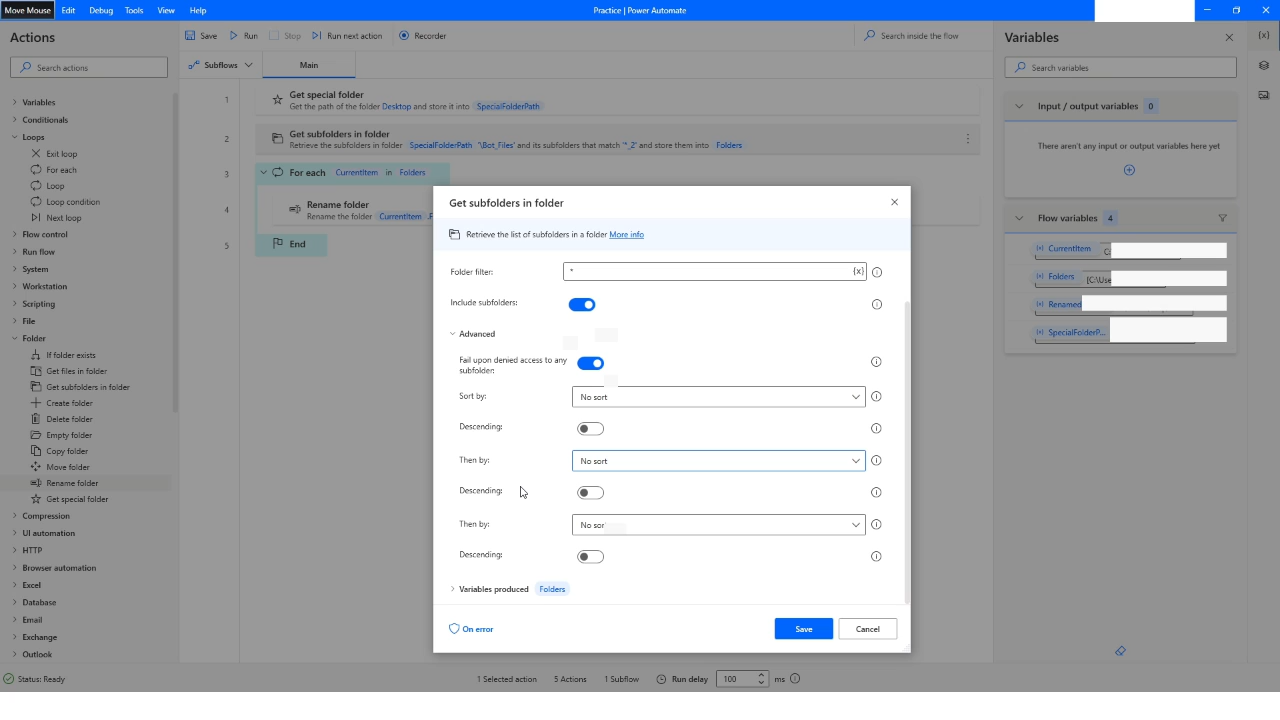 Move Mouse Edit Debug Tools View Help Practice | Power Automate
Actions
Search actions
Variables
Conditionals
Loops
Exit loop
For each
Loop
Loop condition
Next loop
Flow control
Run flow
System
Workstation
Scripting
File
Folder
If folder exists
Get files in folder
Get subfolders in folder
Create folder
Delete folder
Empty folder
Copy folder
Move folder
Rename folder
Get special folder
Compression
UI automation
HTTP
Browser automation
Excel
Database
Email
Exchange
Outlook
Save Run Stop Run next action Recorder Search inside the flow
Subflows Main
1 Get special folder
Get the path of the folder Desktop and store it into SpecialFolderPath
2 Get subfolders in folder
Retrieve the subfolders in folder SpecialFolderPath '\Bot_Files' and its subfolders that match '*_2' and store them into Folders
3 For each CurrentItem in Folders
4 Rename folder
Rename the folder CurrentItem
5 End
Get subfolders in folder
Retrieve the list of subfolders in a folder More info
Folder filter: * {x}
Include subfolders:
Advanced
Fail upon denied access to any
subfolder:
Sort by: No sort
Descending:
Then by: No sort
Descending:
Then by: No sor
Descending:
Variables produced Folders
On error Save Cancel
Variables {x}
Search variables
Input / output variables 0
There aren't any input or output variables here yet
Flow variables 4
CurrentItem
Folders [C:\Use
Renamed
SpecialFolderP...
Status: Ready 1 Selected action 5 Actions 1 Subflow Run delay 100 ms